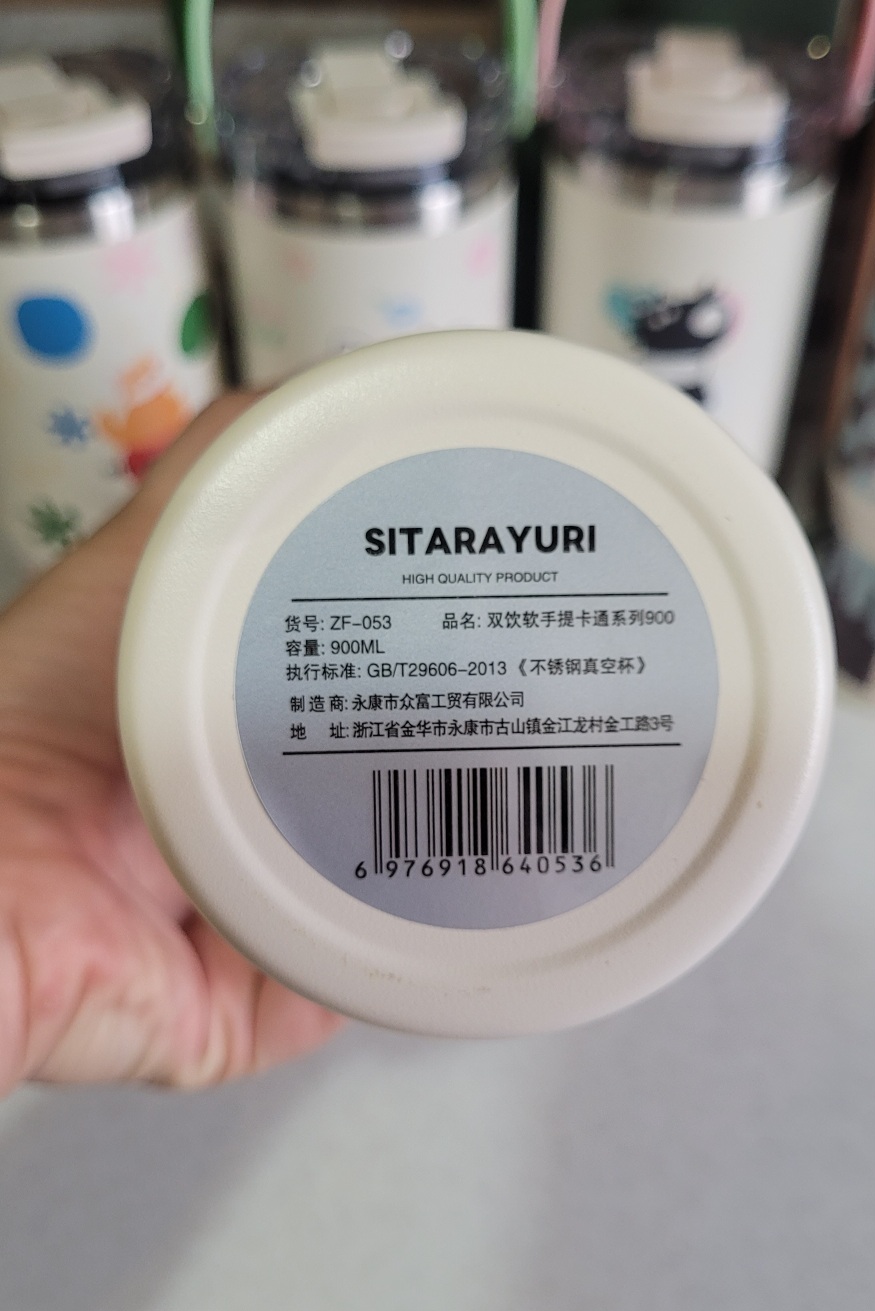 SITARAYURI
HIGH QUALITY PRODUCT
货号: ZF-053 品名: 双饮软手提卡通系列900
容量: 900ML
执行标准: GB/T29606-2013《不锈钢真空杯》
制造商: 永康市众富工贸有限公司
地 址: 浙江省金华市永康市古山镇金江龙村金工路3号
6 976918 640536